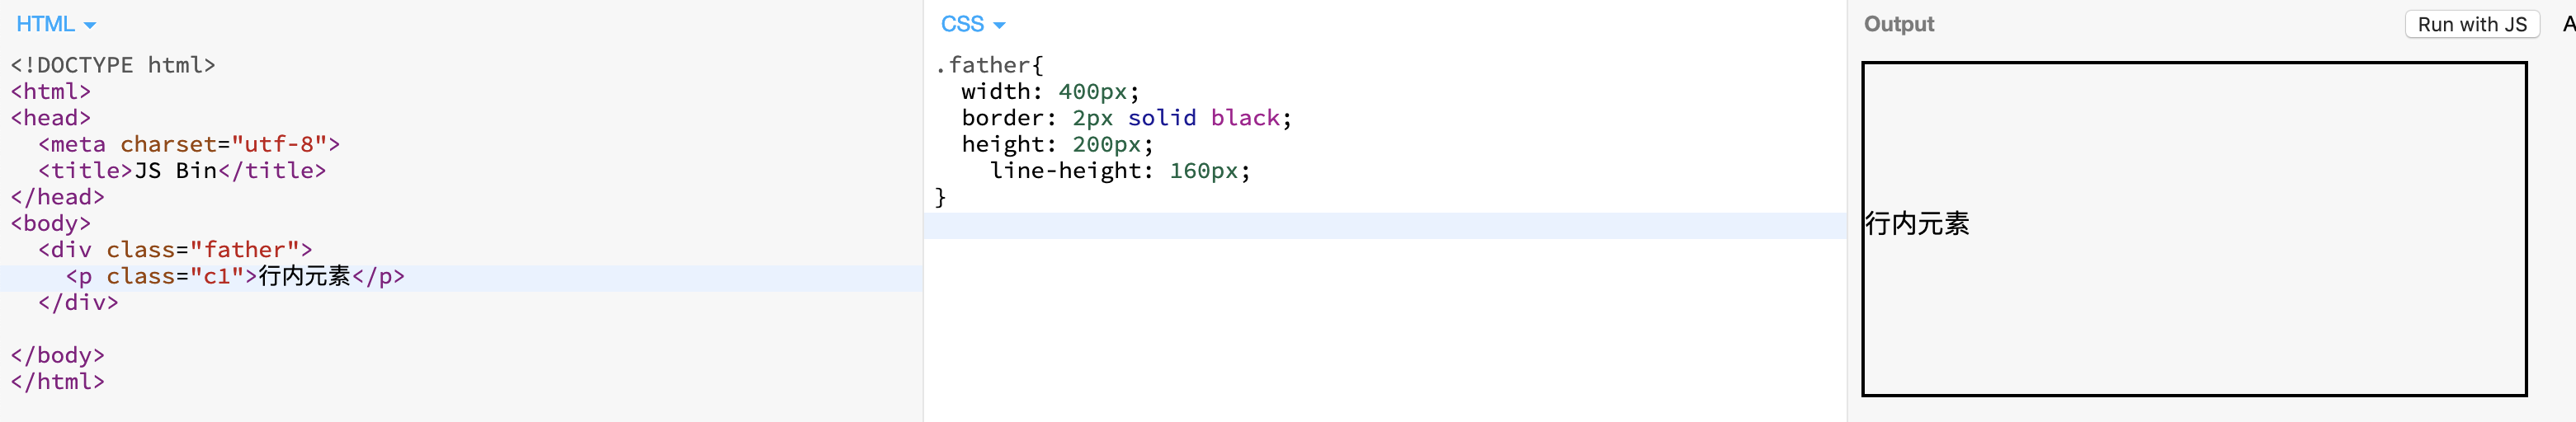 HTML
<!DOCTYPE html>
<html>
<head>
  <meta charset="utf-8">
  <title>JS Bin</title>
</head>
<body>
  <div class="father">
    <p class="c1">行内元素</p>
  </div>

</body>
</html>
CSS
.father{
  width: 400px;
  border: 2px solid black;
  height: 200px;
    line-height: 160px;
}
Output
Run with JS
A
行内元素